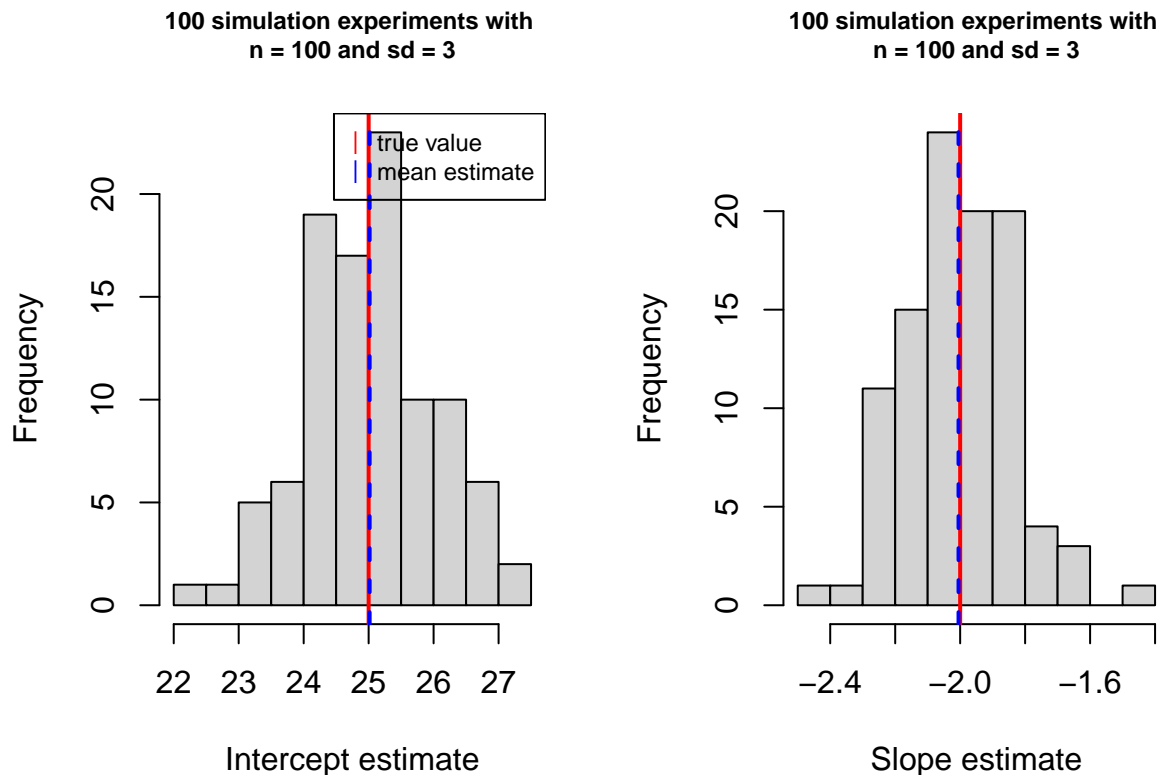 100 simulation experiments with
n = 100 and sd = 3
true value
mean estimate
Frequency
0 5 10 15 20
22 23 24 25 26 27
Intercept estimate
100 simulation experiments with
n = 100 and sd = 3
Frequency
0 5 10 15 20
−2.4 −2.0 −1.6
Slope estimate